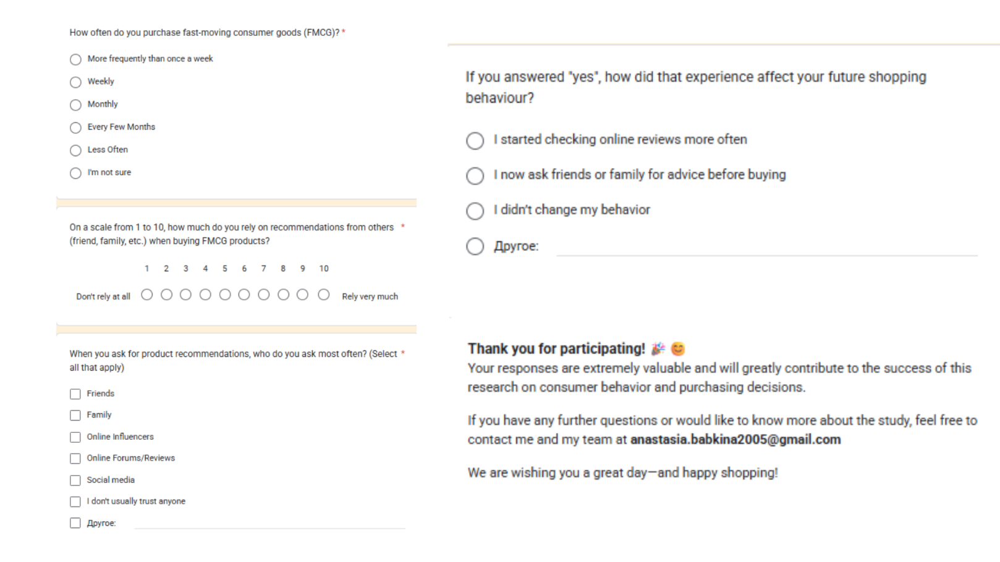 How often do you purchase fast-moving consumer goods (FMCG)? *
More frequently than once a week
Weekly
Monthly
Every Few Months
Less Often
I'm not sure
On a scale from 1 to 10, how much do you rely on recommendations from others *
(friend, family, etc.) when buying FMCG products?
1 2 3 4 5 6 7 8 9 10
Don't rely at all Rely very much
When you ask for product recommendations, who do you ask most often? (Select *
all that apply)
Friends
Family
Online Influencers
Online Forums/Reviews
Social media
I don't usually trust anyone
Другое:
If you answered "yes", how did that experience affect your future shopping
behaviour?
I started checking online reviews more often
I now ask friends or family for advice before buying
I didn't change my behavior
Другое:
Thank you for participating! 🎉 😊
Your responses are extremely valuable and will greatly contribute to the success of this
research on consumer behavior and purchasing decisions.
If you have any further questions or would like to know more about the study, feel free to
contact me and my team at anastasia.babkina2005@gmail.com
We are wishing you a great day—and happy shopping!